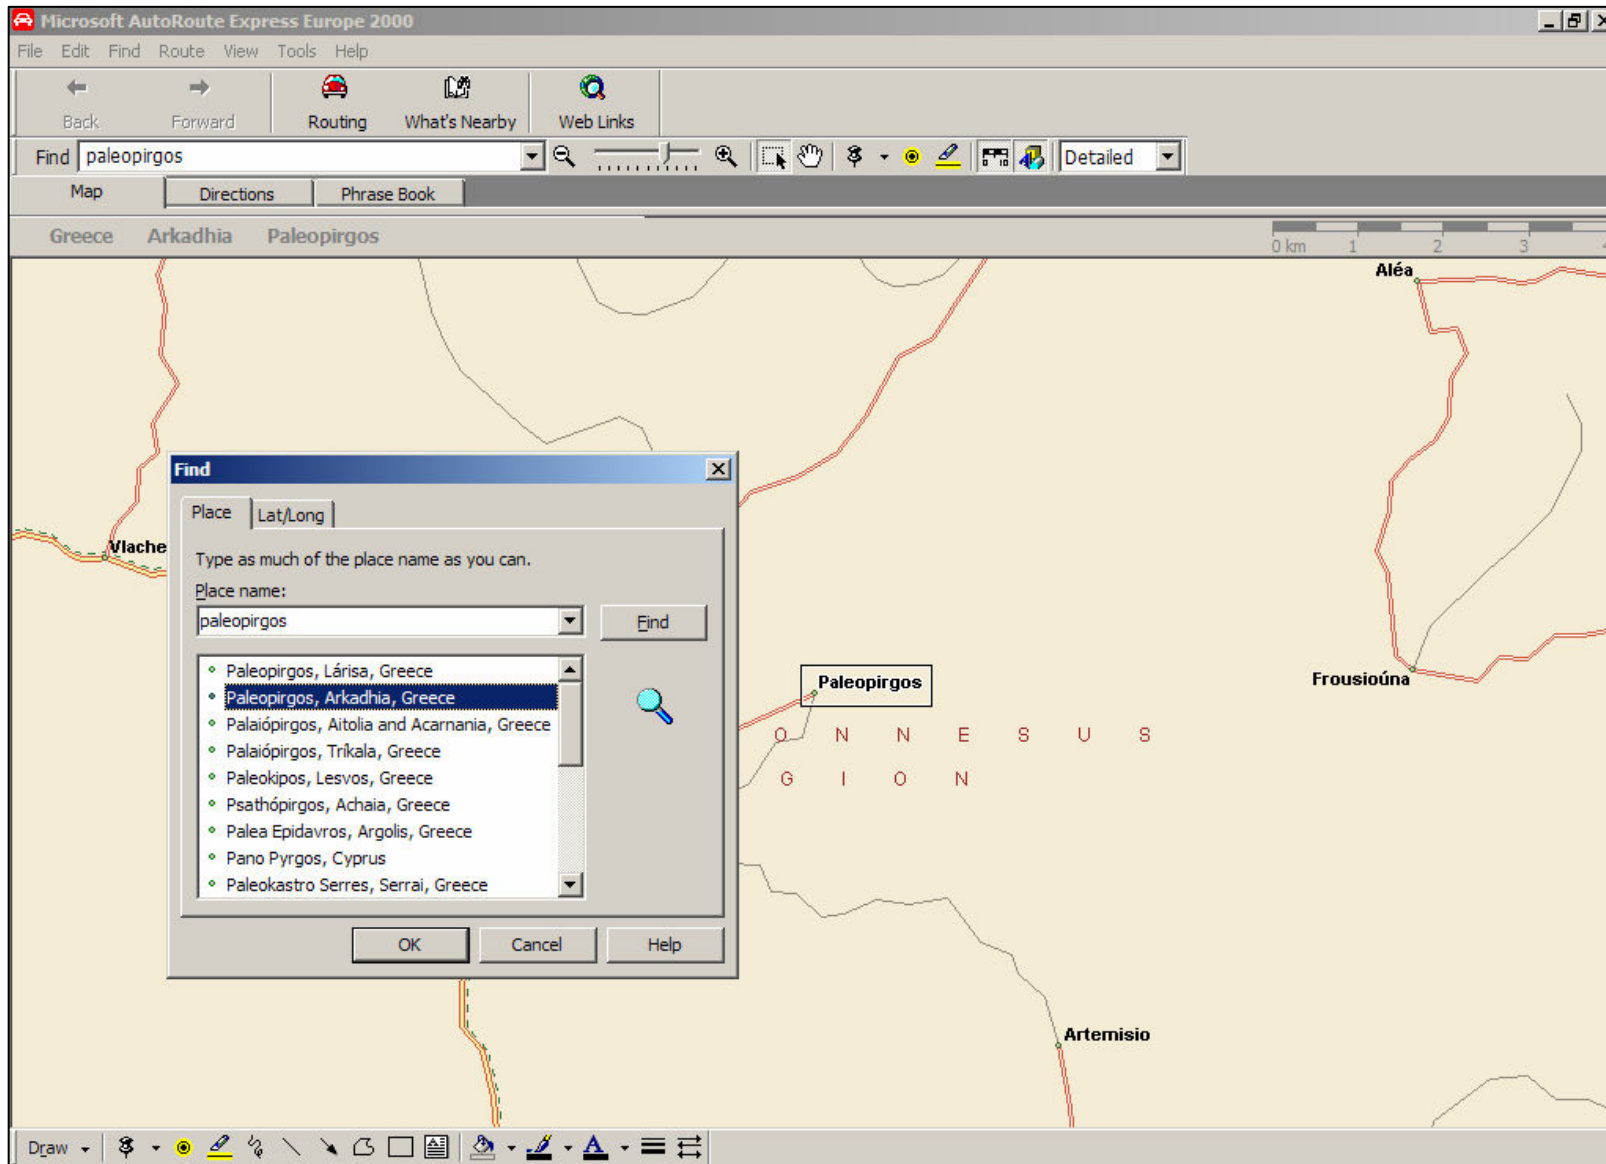 Microsoft AutoRoute Express Europe 2000
File Edit Find Route View Tools Help
Back Forward Routing What's Nearby Web Links
Find paleopirgos Detailed
Map Directions Phrase Book
Greece Arkadhia Paleopirgos
0 km 1 2 3 4
Aléa
Vlache
Find
Place Lat/Long
Type as much of the place name as you can.
Place name:
paleopirgos Find
Paleopirgos, Lárisa, Greece
Paleopirgos, Arkadhia, Greece
Palaiópirgos, Aitolia and Acarnania, Greece
Palaiópirgos, Tríkala, Greece
Paleokipos, Lesvos, Greece
Psathópirgos, Achaia, Greece
Palea Epidavros, Argolis, Greece
Pano Pyrgos, Cyprus
Paleokastro Serres, Serrai, Greece
OK Cancel Help
Paleopirgos
Frousioúna
O N N E S U S
G I O N
Artemisio
Draw